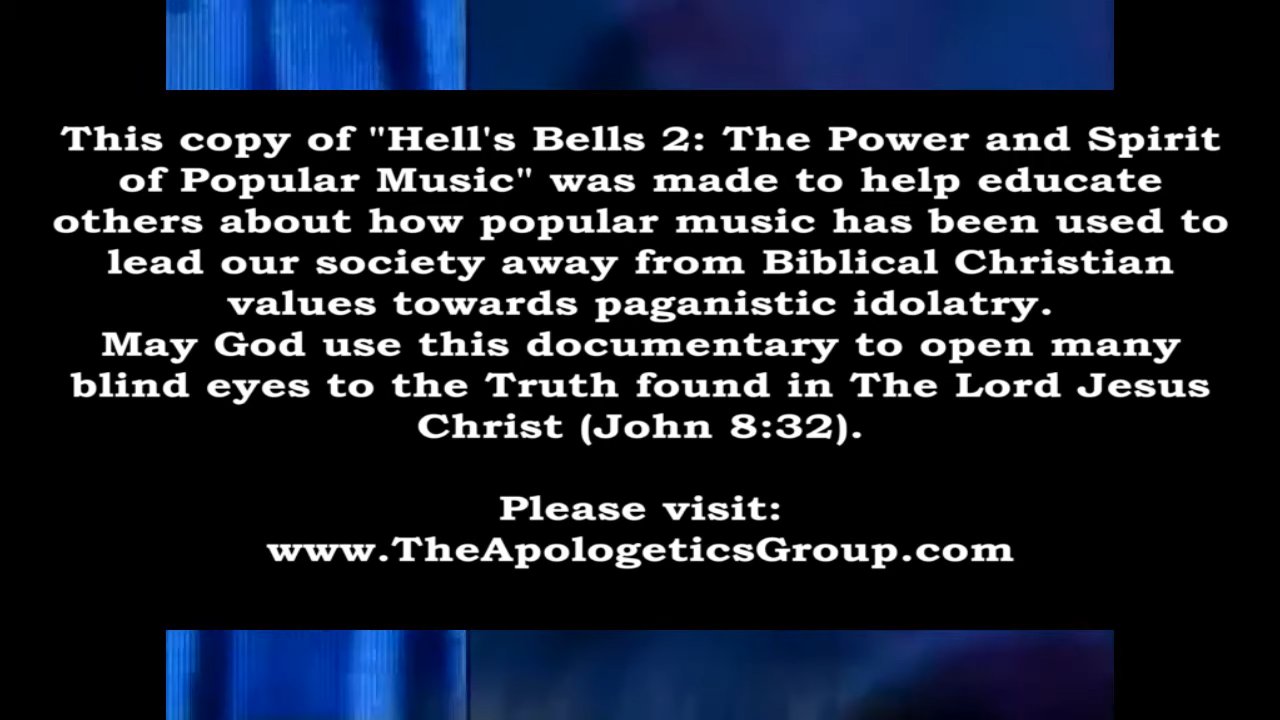 This copy of "Hell's Bells 2: The Power and Spirit
of Popular Music" was made to help educate
others about how popular music has been used to
lead our society away from Biblical Christian
values towards paganistic idolatry.
May God use this documentary to open many
blind eyes to the Truth found in The Lord Jesus
Christ (John 8:32).
Please visit:
www.TheApologeticsGroup.com